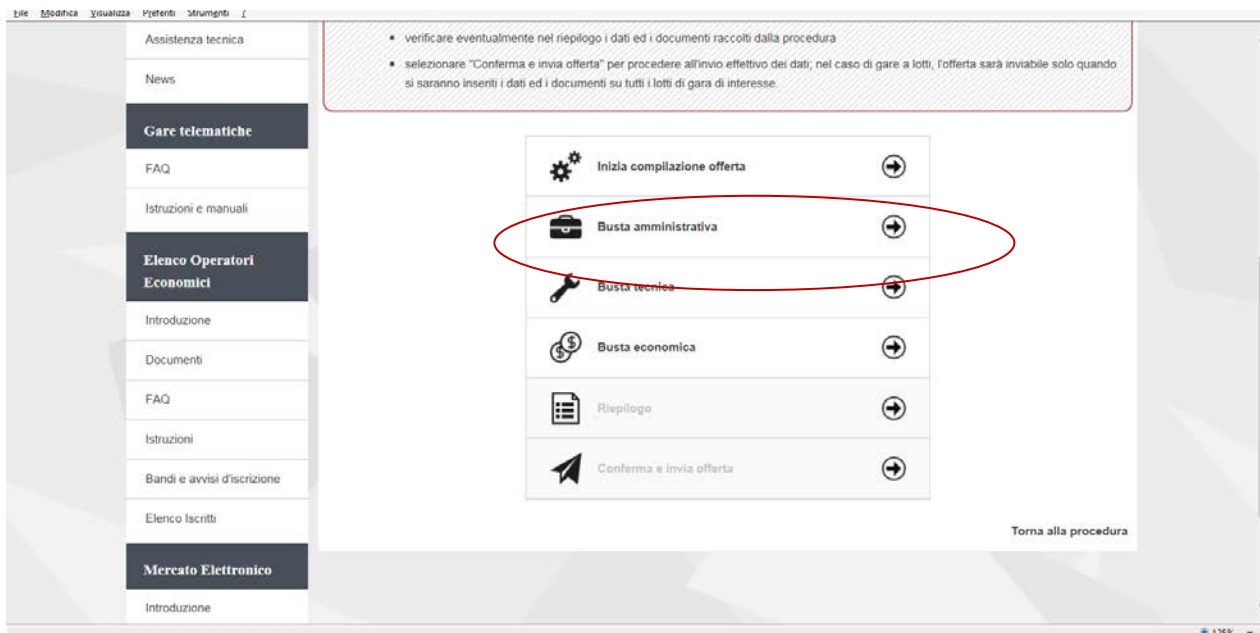 File Modifica Visualizza Preferiti Strumenti ?
Assistenza tecnica
News
Gare telematiche
FAQ
Istruzioni e manuali
Elenco Operatori
Economici
Introduzione
Documenti
FAQ
Istruzioni
Bandi e avvisi d'iscrizione
Elenco Iscritti
Mercato Elettronico
Introduzione
verificare eventualmente nel riepilogo i dati ed i documenti raccolti dalla procedura
selezionare "Conferma e invia offerta" per procedere all'invio effettivo dei dati; nel caso di gare a lotti, l'offerta sarà inviabile solo quando
si saranno inseriti i dati ed i documenti su tutti i lotti di gara di interesse.
Inizia compilazione offerta
Busta amministrativa
Busta tecnica
Busta economica
Riepilogo
Conferma e invia offerta
Torna alla procedura
125%